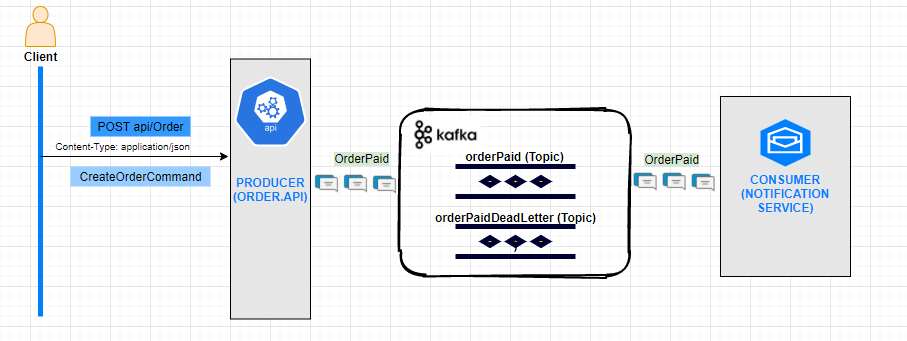 Client
POST api/Order
Content-Type: application/json
CreateOrderCommand
api
PRODUCER
(ORDER.API)
OrderPaid
kafka
orderPaid (Topic)
orderPaidDeadLetter (Topic)
,
OrderPaid
CONSUMER
(NOTIFICATION
SERVICE)